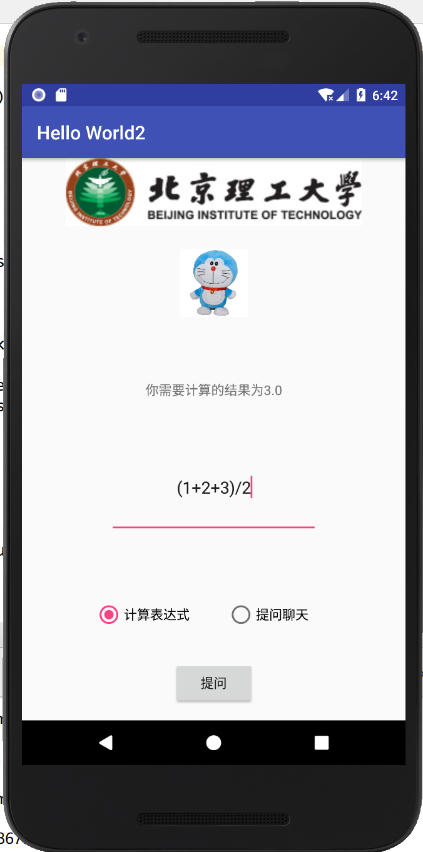 6:42
Hello World2
北京理工大学
BEIJING INSTITUTE OF TECHNOLOGY
你需要计算的结果为3.0
(1+2+3)/2
计算表达式
提问聊天
提问